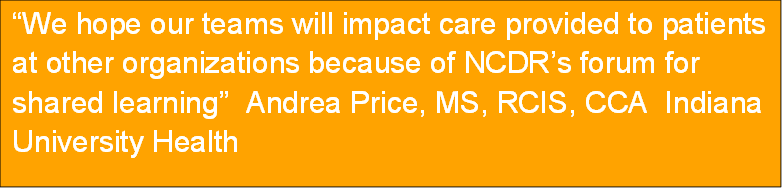 “We hope our teams will impact care provided to patients
at other organizations because of NCDR’s forum for
shared learning”  Andrea Price, MS, RCIS, CCA  Indiana
University Health